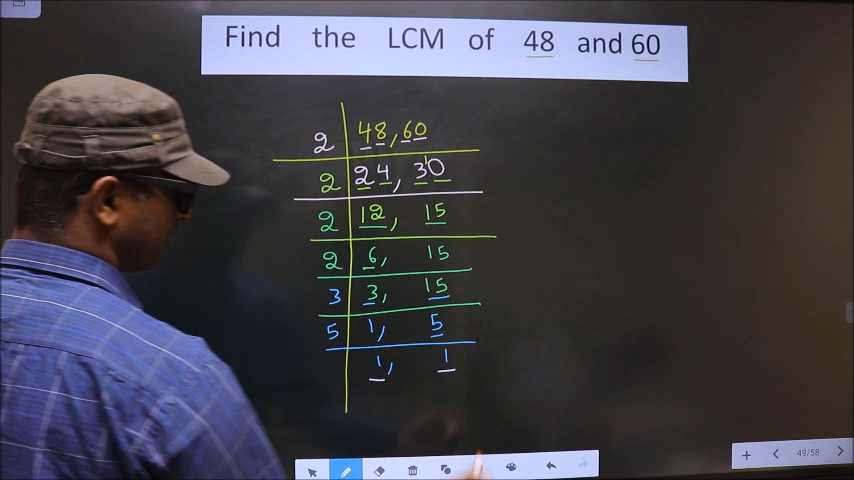 Find the LCM of 48 and 60
2 48, 60
2 24, 30
2 12, 15
2 6, 15
3 3, 15
5 1, 5
1, 1
49/58